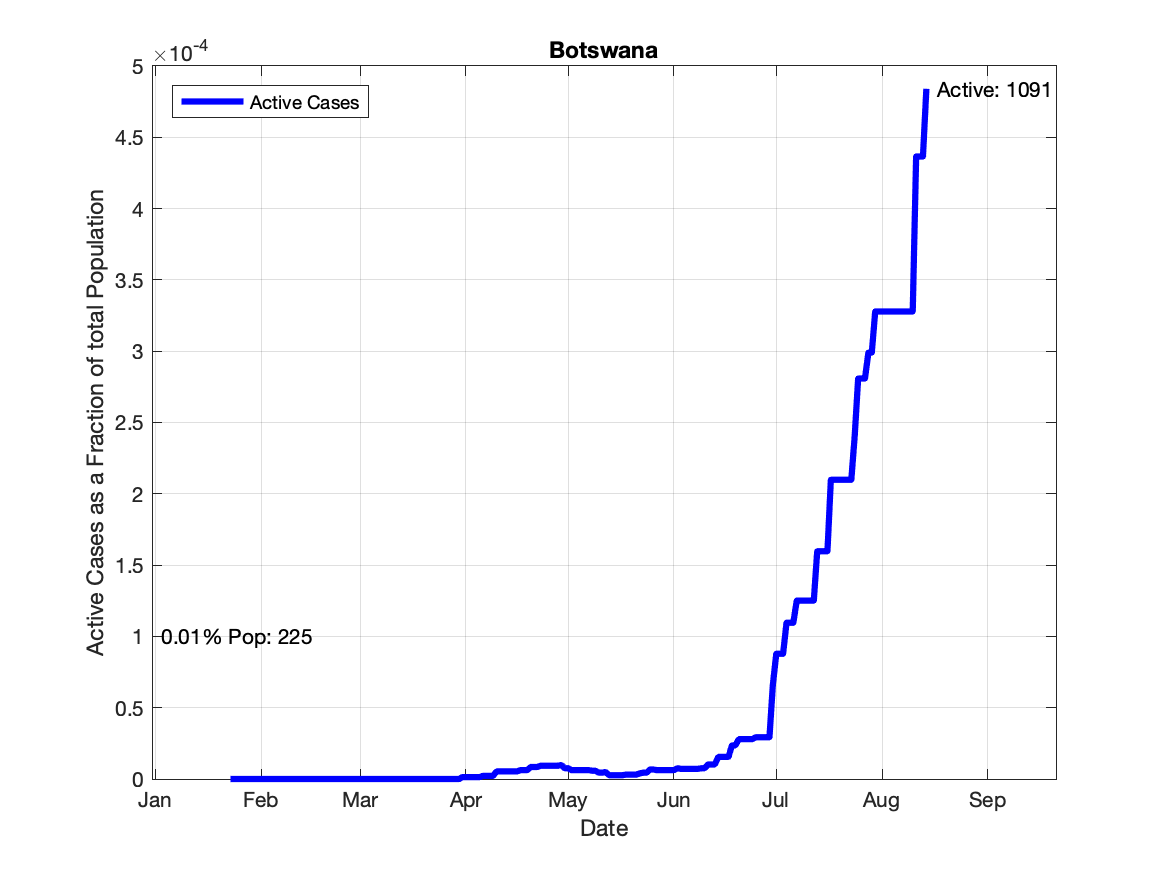 Botswana
×10⁻⁴
Active Cases
Active: 1091
0.01% Pop: 225
5
4.5
4
3.5
3
2.5
2
1.5
1
0.5
0
Active Cases as a Fraction of total Population
Jan Feb Mar Apr May Jun Jul Aug Sep
Date